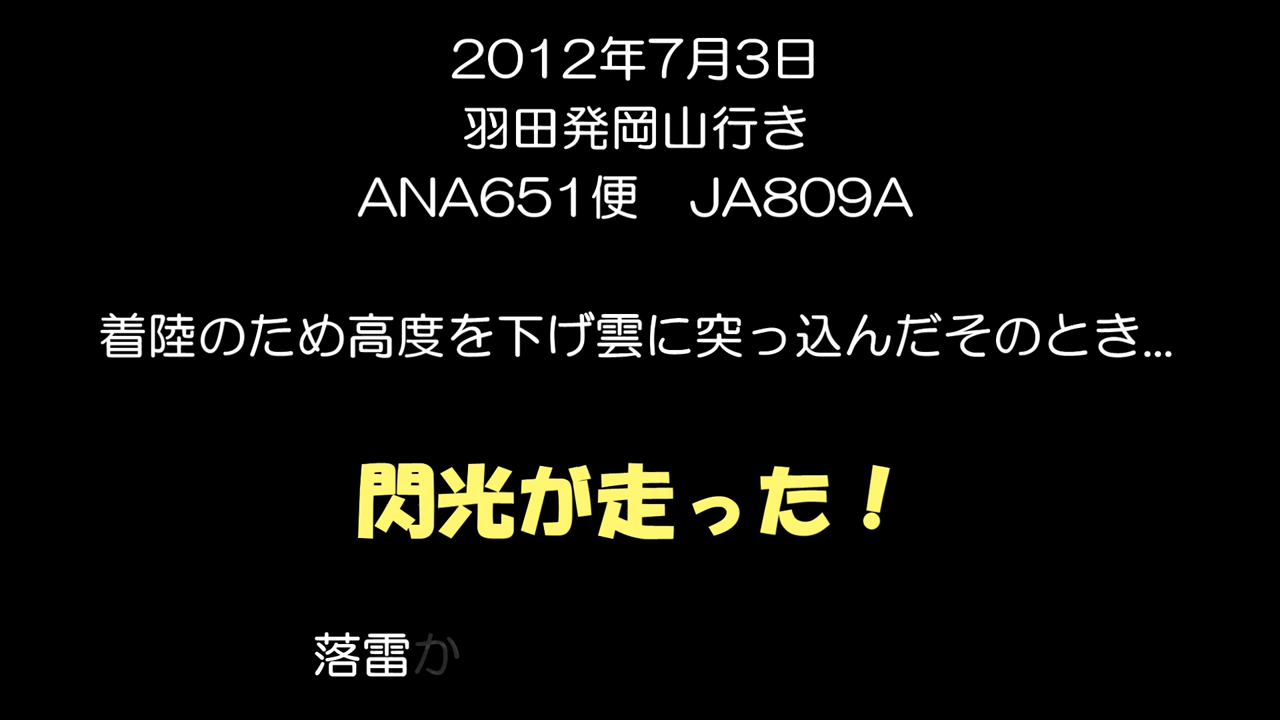 2012年7月3日
羽田発岡山行き
ANA651便　JA809A
着陸のため高度を下げ雲に突っ込んだそのとき...
閃光が走った！
落雷か